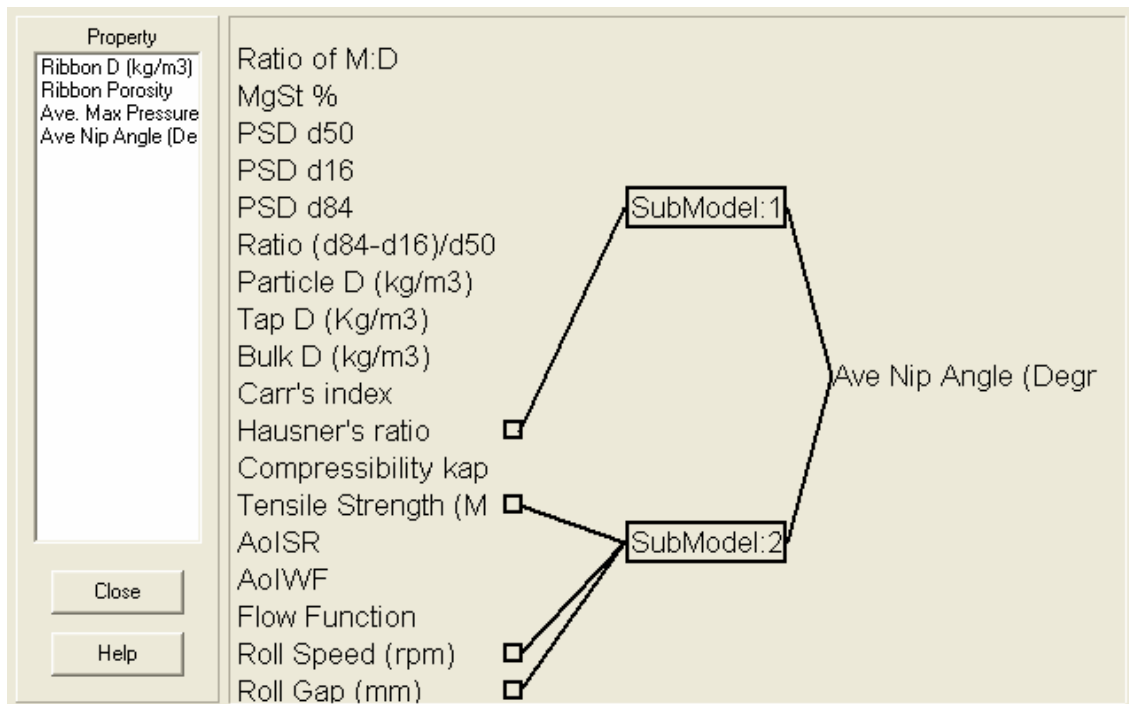 Property
Ribbon D (kg/m3)
Ribbon Porosity
Ave. Max Pressure
Ave Nip Angle (De
Close
Help
Ratio of M:D
MgSt %
PSD d50
PSD d16
PSD d84
Ratio (d84-d16)/d50
Particle D (kg/m3)
Tap D (Kg/m3)
Bulk D (kg/m3)
Carr's index
Hausner's ratio
Compressibility kap
Tensile Strength (M
AoISR
AoIWF
Flow Function
Roll Speed (rpm)
Roll Gap (mm)
SubModel:1
SubModel:2
Ave Nip Angle (Degr